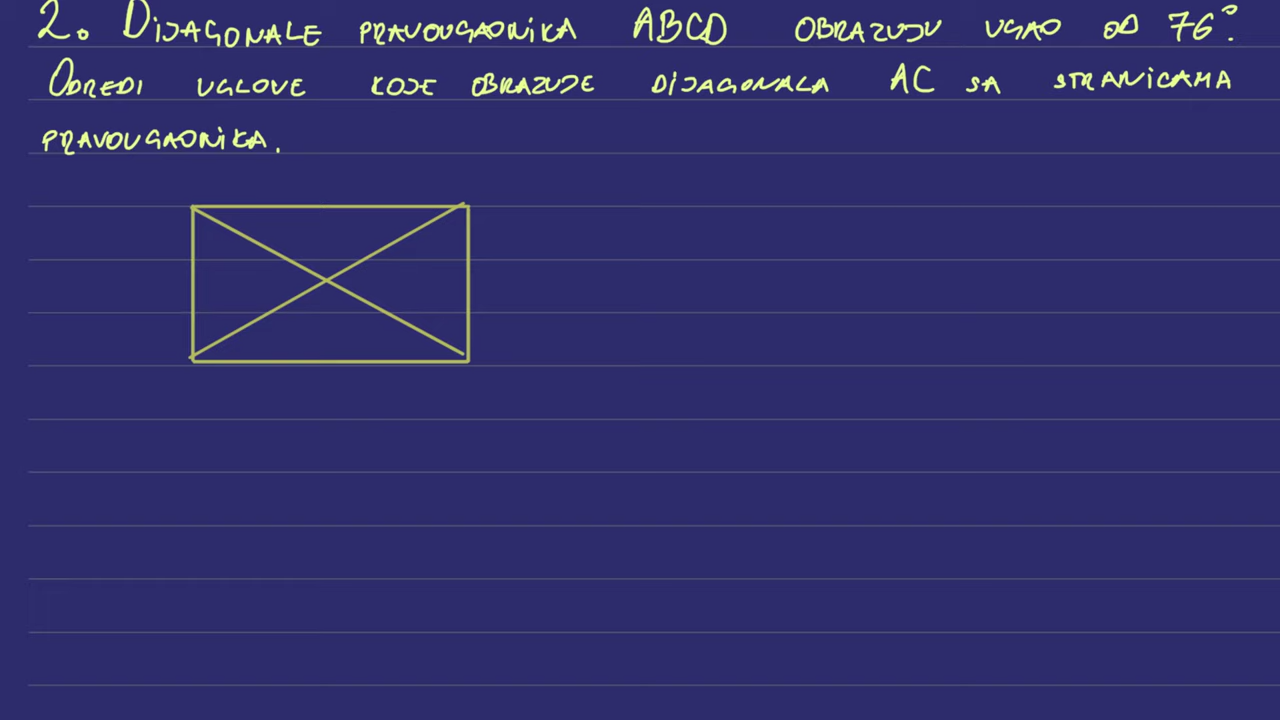 2. DIJAGONALE PRAVOUGAONIKA ABCD OBRAZUJU UGAO OD 76°.
ODREDI UGLOVE KOJE OBRAZUJE DIJAGONALA AC SA STRANICAMA
PRAVOUGAONIKA.